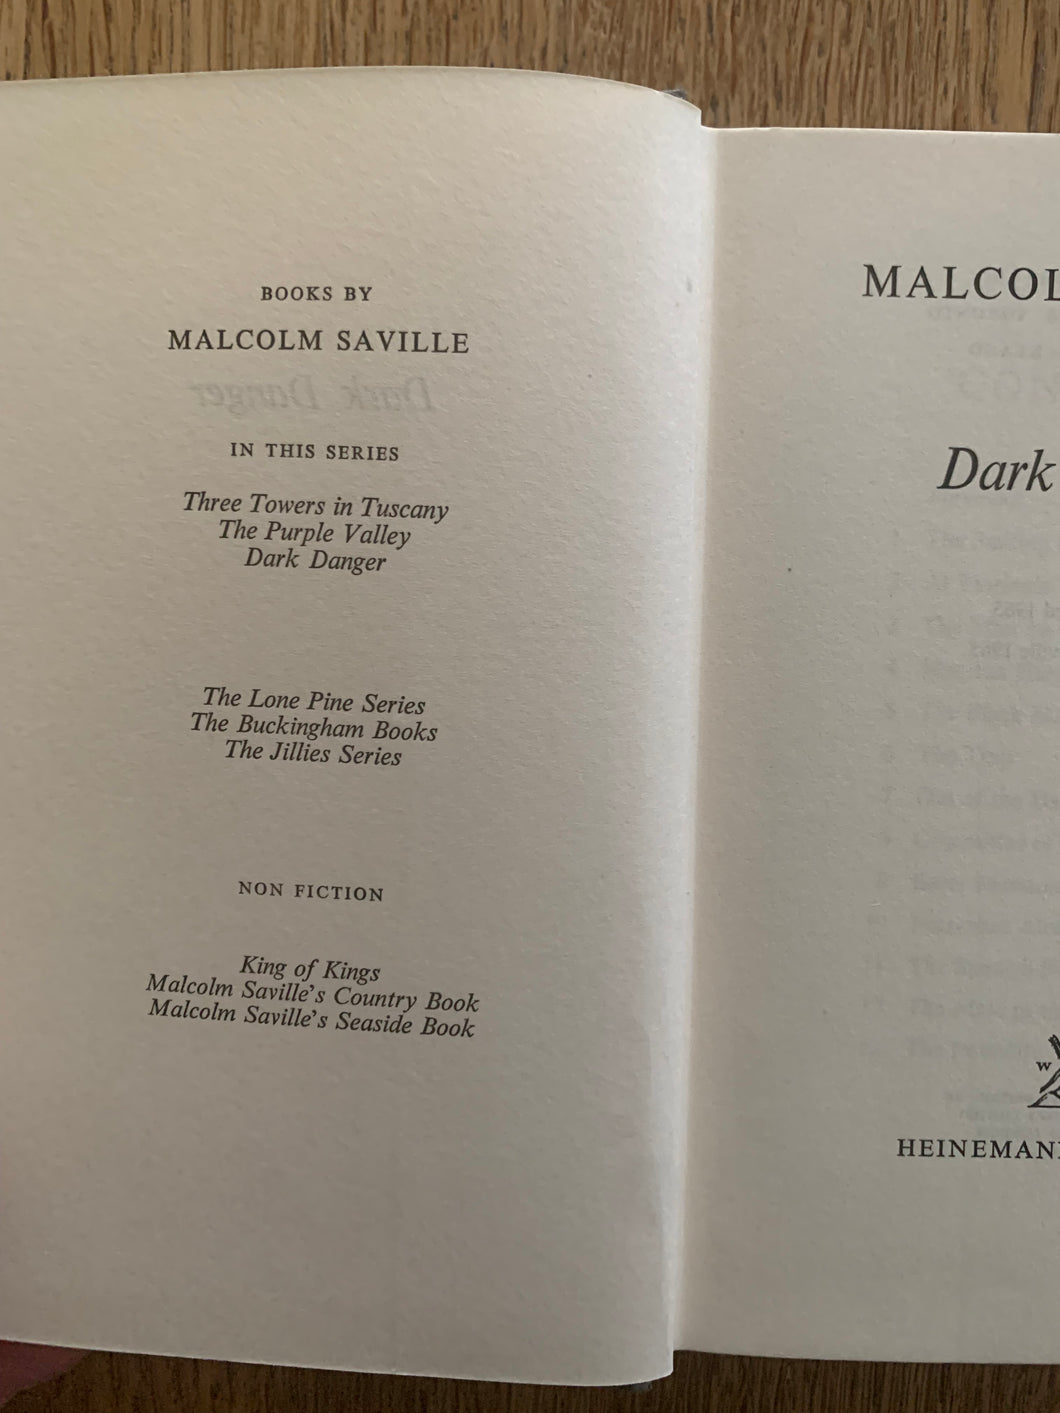 BOOKS BY
MALCOLM SAVILLE
IN THIS SERIES
Three Towers in Tuscany
The Purple Valley
Dark Danger
The Lone Pine Series
The Buckingham Books
The Jillies Series
NON FICTION
King of Kings
Malcolm Saville's Country Book
Malcolm Saville's Seaside Book
MALCOL
Dark
W
HEINEMANN